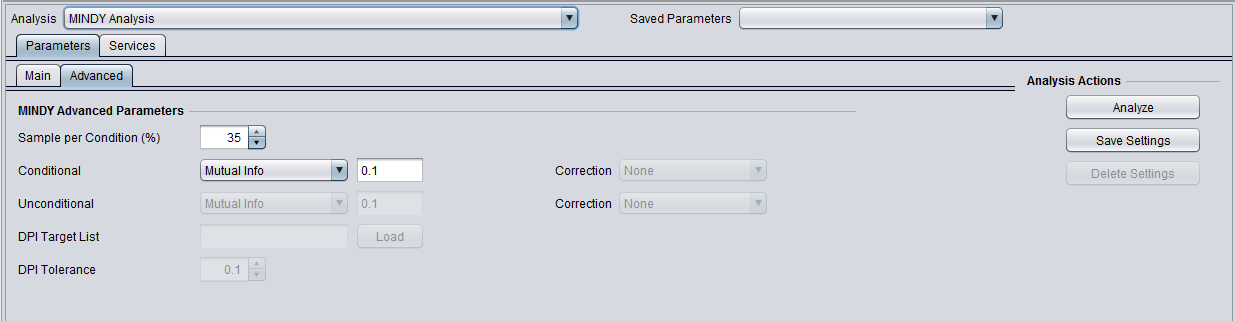 Analysis MINDY Analysis Saved Parameters
Parameters Services
Main Advanced
Analysis Actions
MINDY Advanced Parameters
Analyze
Sample per Condition (%) 35
Save Settings
Conditional Mutual Info 0.1 Correction None
Delete Settings
Unconditional Mutual Info 0.1 Correction None
DPI Target List Load
DPI Tolerance 0.1